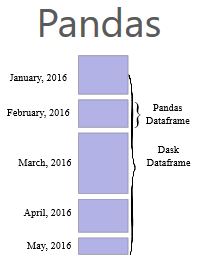 Pandas
January, 2016
February, 2016
Pandas
Dataframe
March, 2016
Dask
Dataframe
April, 2016
May, 2016